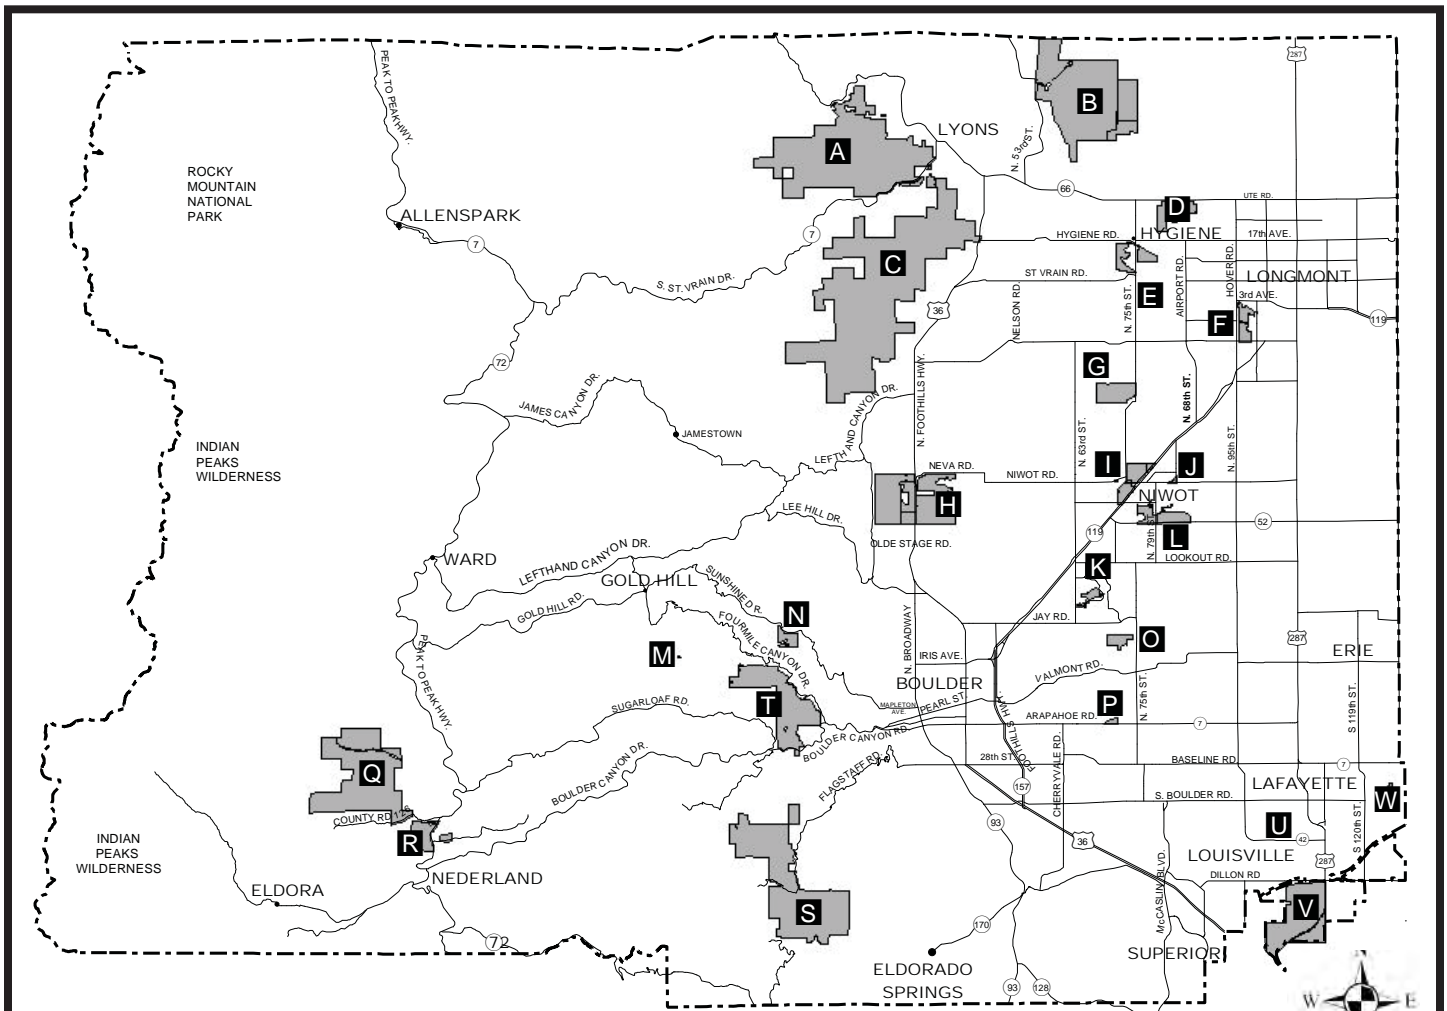 287
PEAK TO PEAK HWY.
B
LYONS
N. 53rd ST.
A
ROCKY
MOUNTAIN
NATIONAL
PARK
66
UTE RD.
D
ALLENSPARK
7
7
HYGIENE RD.
HYGIENE
17th AVE.
C
S. ST. VRAIN DR.
ST VRAIN RD.
AIRPORT RD.
HOVER RD.
LONGMONT
E
N. 75th ST.
NELSON RD.
3rd AVE.
36
F
119
72
G
JAMES CANYON DR.
N. FOOTHILLS HWY.
N. 68th ST.
JAMESTOWN
LEFTHAND CANYON DR.
N. 63rd ST.
N. 95th ST.
INDIAN
PEAKS
WILDERNESS
NEVA RD.
NIWOT RD.
I
J
NIWOT
H
LEE HILL DR.
52
119
N. 79th ST.
L
OLDE STAGE RD.
LOOKOUT RD.
WARD
LEFTHAND CANYON DR.
GOLD HILL
SUNSHINE DR.
K
GOLD HILL RD.
N
JAY RD.
FOURMILE CANYON DR.
PEAK TO PEAK HWY.
M
N. BROADWAY
IRIS AVE.
O
287
ERIE
VALMONT RD.
BOULDER
T
SUGARLOAF RD.
MAPLETON
AVE.
PEARL ST.
N. 75th ST.
P
S 119th ST.
ARAPAHOE RD.
7
BOULDER CANYON RD.
FOOTHILLS HWY.
CHERRYVALE RD.
28th ST.
BASELINE RD.
7
Q
BOULDER CANYON DR.
FLAGSTAFF RD.
157
LAFAYETTE
W
S. BOULDER RD.
COUNTY RD 126
93
S 120th ST.
U
42
R
36
INDIAN
PEAKS
WILDERNESS
LOUISVILLE
287
McCASLIN BLVD.
DILLON RD
NEDERLAND
ELDORA
S
V
170
72
SUPERIOR
ELDORADO
SPRINGS
93
128
N
W
E